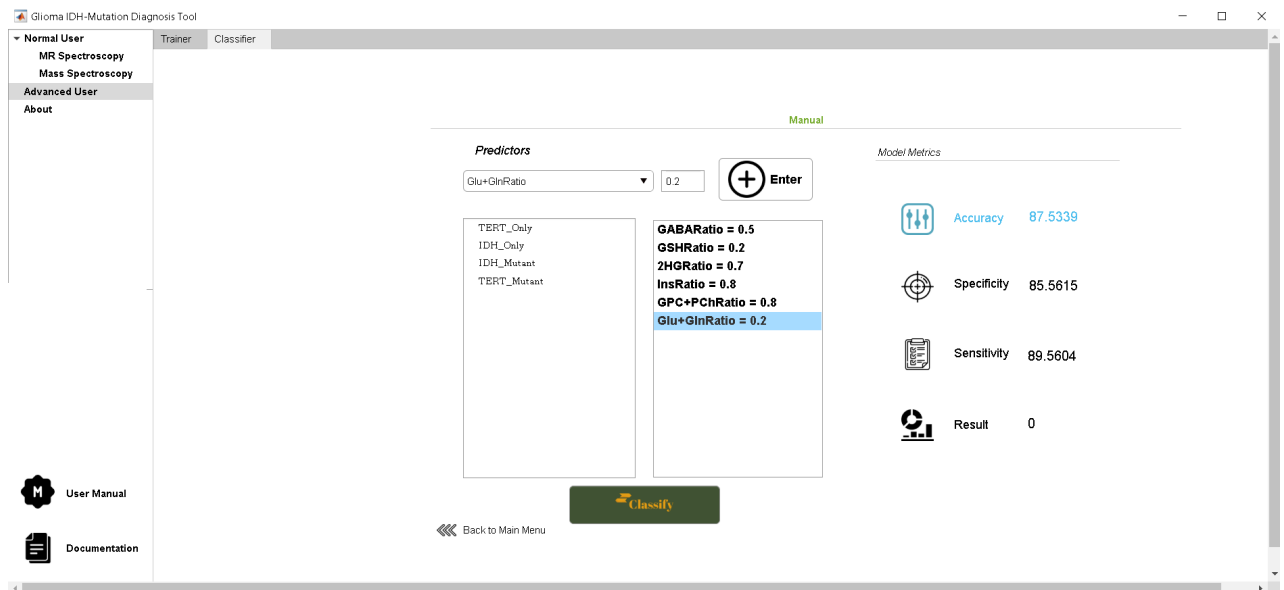 Glioma IDH-Mutation Diagnosis Tool
Normal User
MR Spectroscopy
Mass Spectroscopy
Advanced User
About
Trainer
Classifier
Manual
Predictors
Glu+GlnRatio
0.2
Enter
TERT_Only
IDH_Only
IDH_Mutant
TERT_Mutant
GABARatio = 0.5
GSHRatio = 0.2
2HGRatio = 0.7
InsRatio = 0.8
GPC+PChRatio = 0.8
Glu+GlnRatio = 0.2
Classify
Back to Main Menu
Model Metrics
Accuracy 87.5339
Specificity 85.5615
Sensitivity 89.5604
Result 0
M
User Manual
Documentation